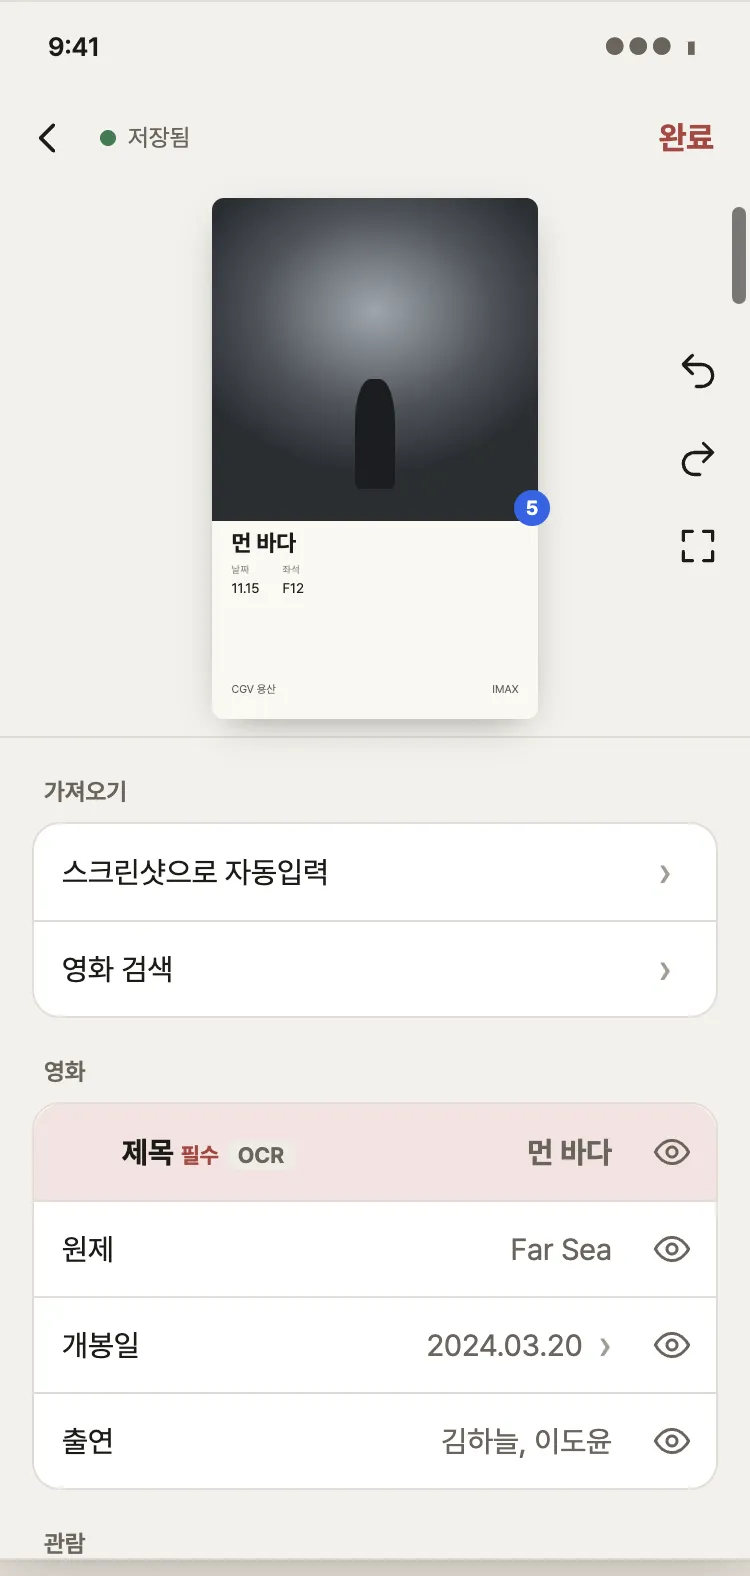 9:41
저장됨
완료
5
먼 바다
날짜 좌석
11.15 F12
CGV 용산 IMAX
가져오기
스크린샷으로 자동입력
영화 검색
영화
제목 필수 OCR 먼 바다
원제 Far Sea
개봉일 2024.03.20
출연 김하늘, 이도윤
관람